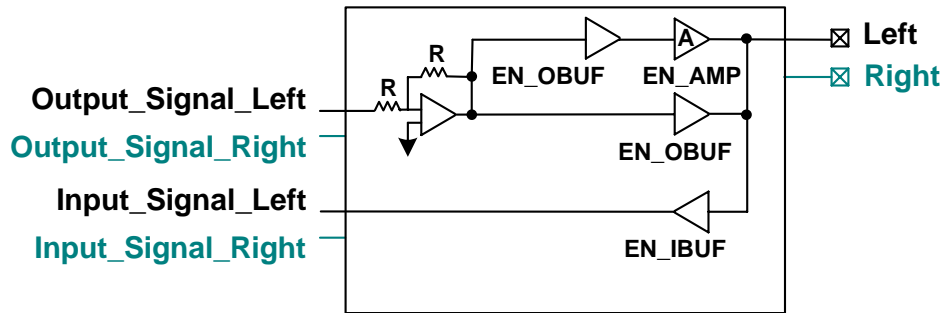 R
R
EN_OBUF
A
EN_AMP
Left
Right
Output_Signal_Left
Output_Signal_Right
EN_OBUF
Input_Signal_Left
Input_Signal_Right
EN_IBUF